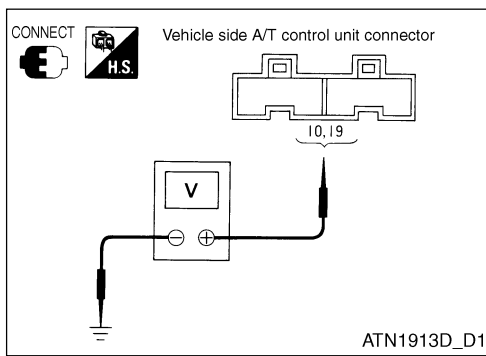 CONNECT
H.S.
Vehicle side A/T control unit connector
10,19
V
− +
ATN1913D_D1